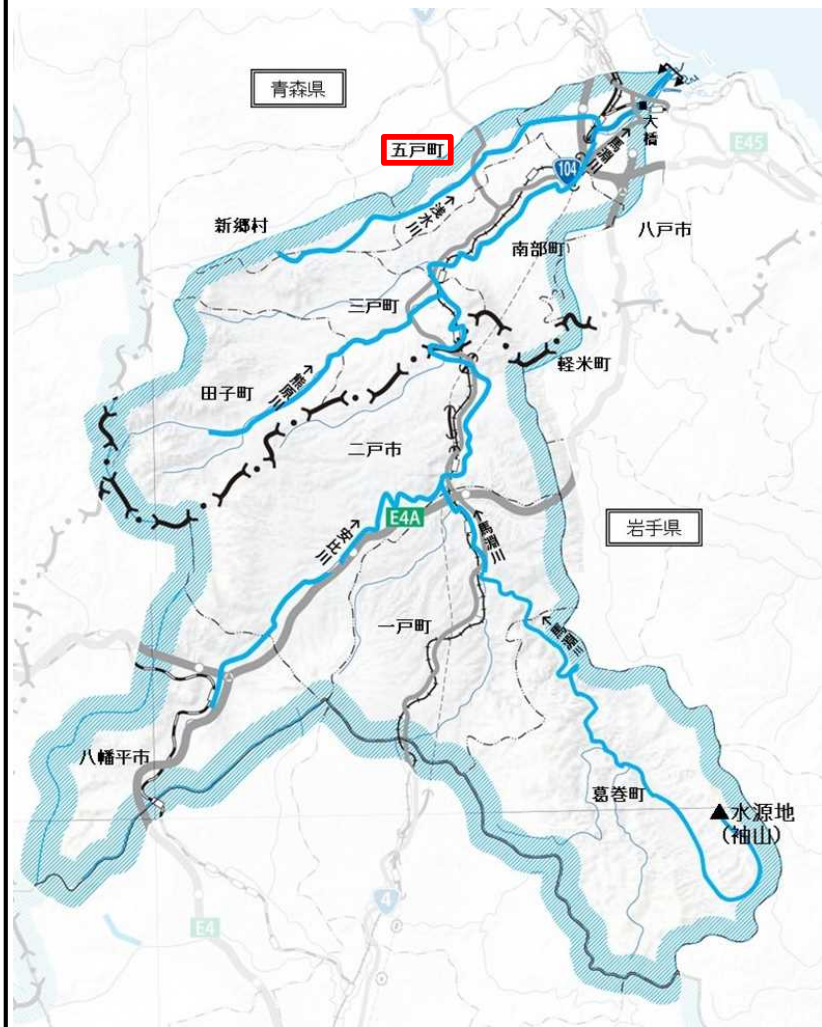 青森県
五戸町
大橋
E45
↑馬淵川
104
新郷村
↑浅水川
南部町
八戸市
三戸町
軽米町
田子町
↑熊原川
二戸市
E4A
↑馬淵川
岩手県
↑安比川
一戸町
↑馬淵川
八幡平市
葛巻町
▲水源地
(袖山)
4
E4